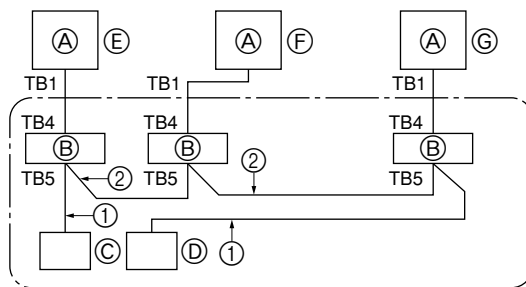 Ⓐ Ⓔ Ⓐ Ⓕ Ⓐ Ⓖ
TB1 TB1 TB1
TB4 TB4 TB4
Ⓑ Ⓑ Ⓑ
TB5 ② TB5 ② TB5
①
Ⓒ Ⓓ ①